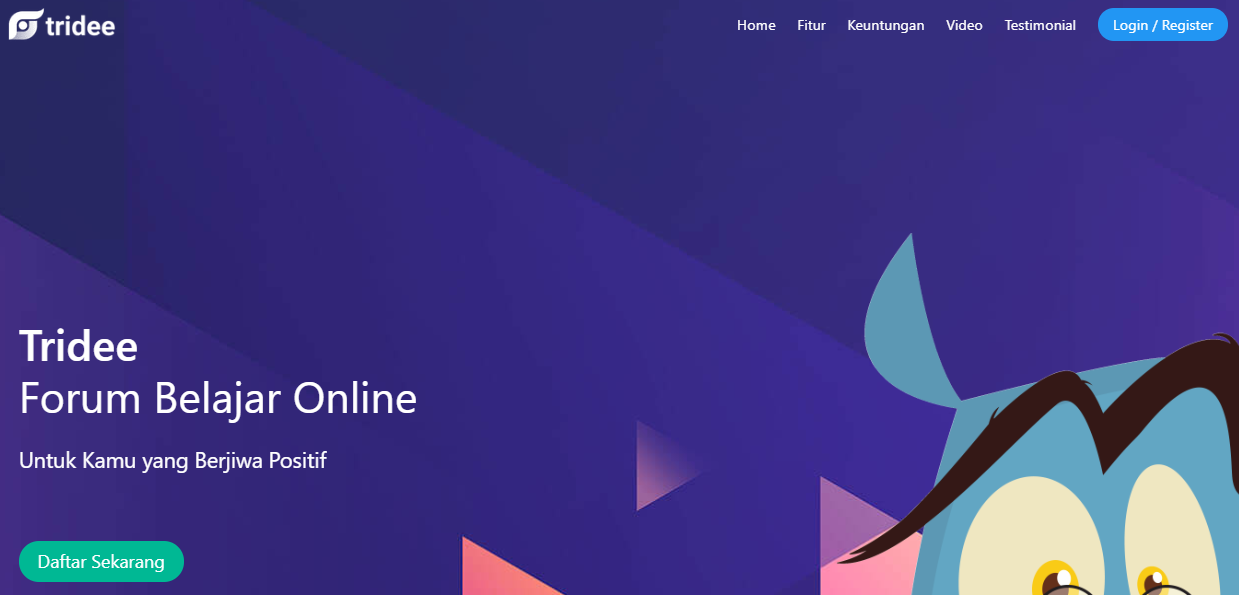 tridee
Home Fitur Keuntungan Video Testimonial Login / Register
Tridee
Forum Belajar Online
Untuk Kamu yang Berjiwa Positif
Daftar Sekarang